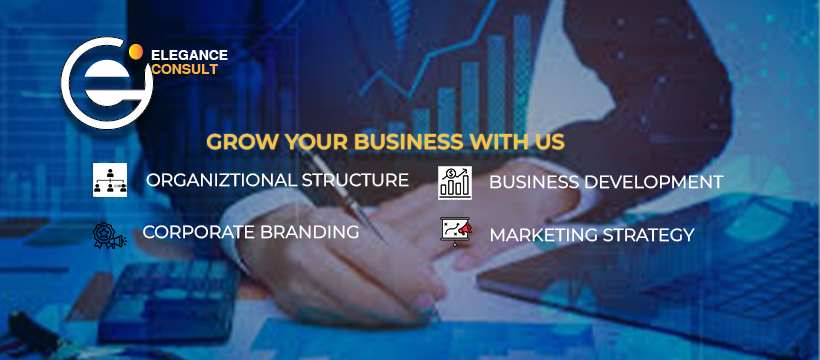 ELEGANCE
CONSULT
GROW YOUR BUSINESS WITH US
ORGANIZTIONAL STRUCTURE
BUSINESS DEVELOPMENT
CORPORATE BRANDING
MARKETING STRATEGY